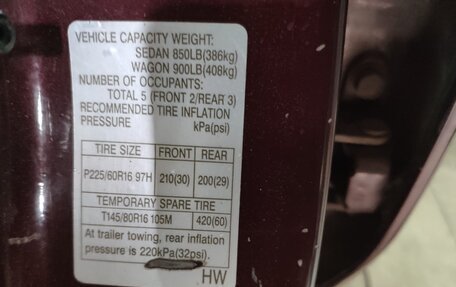 VEHICLE CAPACITY WEIGHT:
SEDAN 850LB(386kg)
WAGON 900LB(408kg)
NUMBER OF OCCUPANTS:
TOTAL 5 (FRONT 2/REAR 3)
RECOMMENDED TIRE INFLATION
PRESSURE kPa(psi)
TIRE SIZE FRONT REAR
P225/60R16 97H 210(30) 200(29)
TEMPORARY SPARE TIRE
T145/80R16 105M 420(60)
At trailer towing, rear inflation
pressure is 220kPa(32psi).
HW